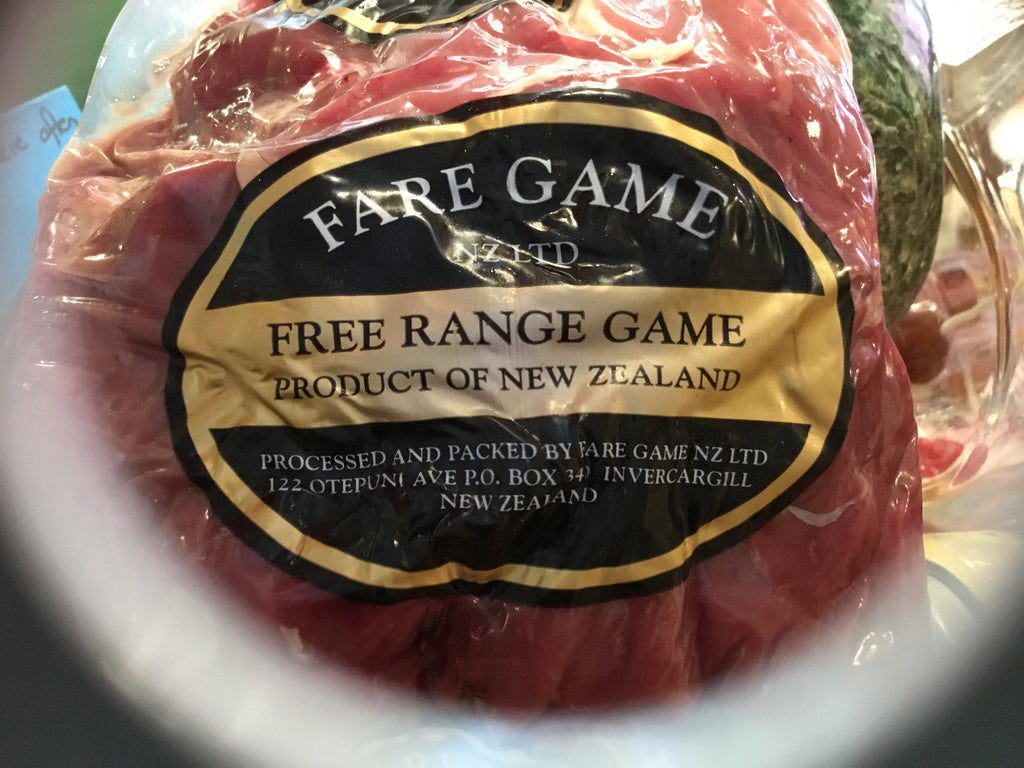 FARE GAME
NZ LTD
FREE RANGE GAME
PRODUCT OF NEW ZEALAND
PROCESSED AND PACKED BY FARE GAME NZ LTD
122 OTEPUNI AVE P.O. BOX INVERCARGILL
NEW ZEALAND